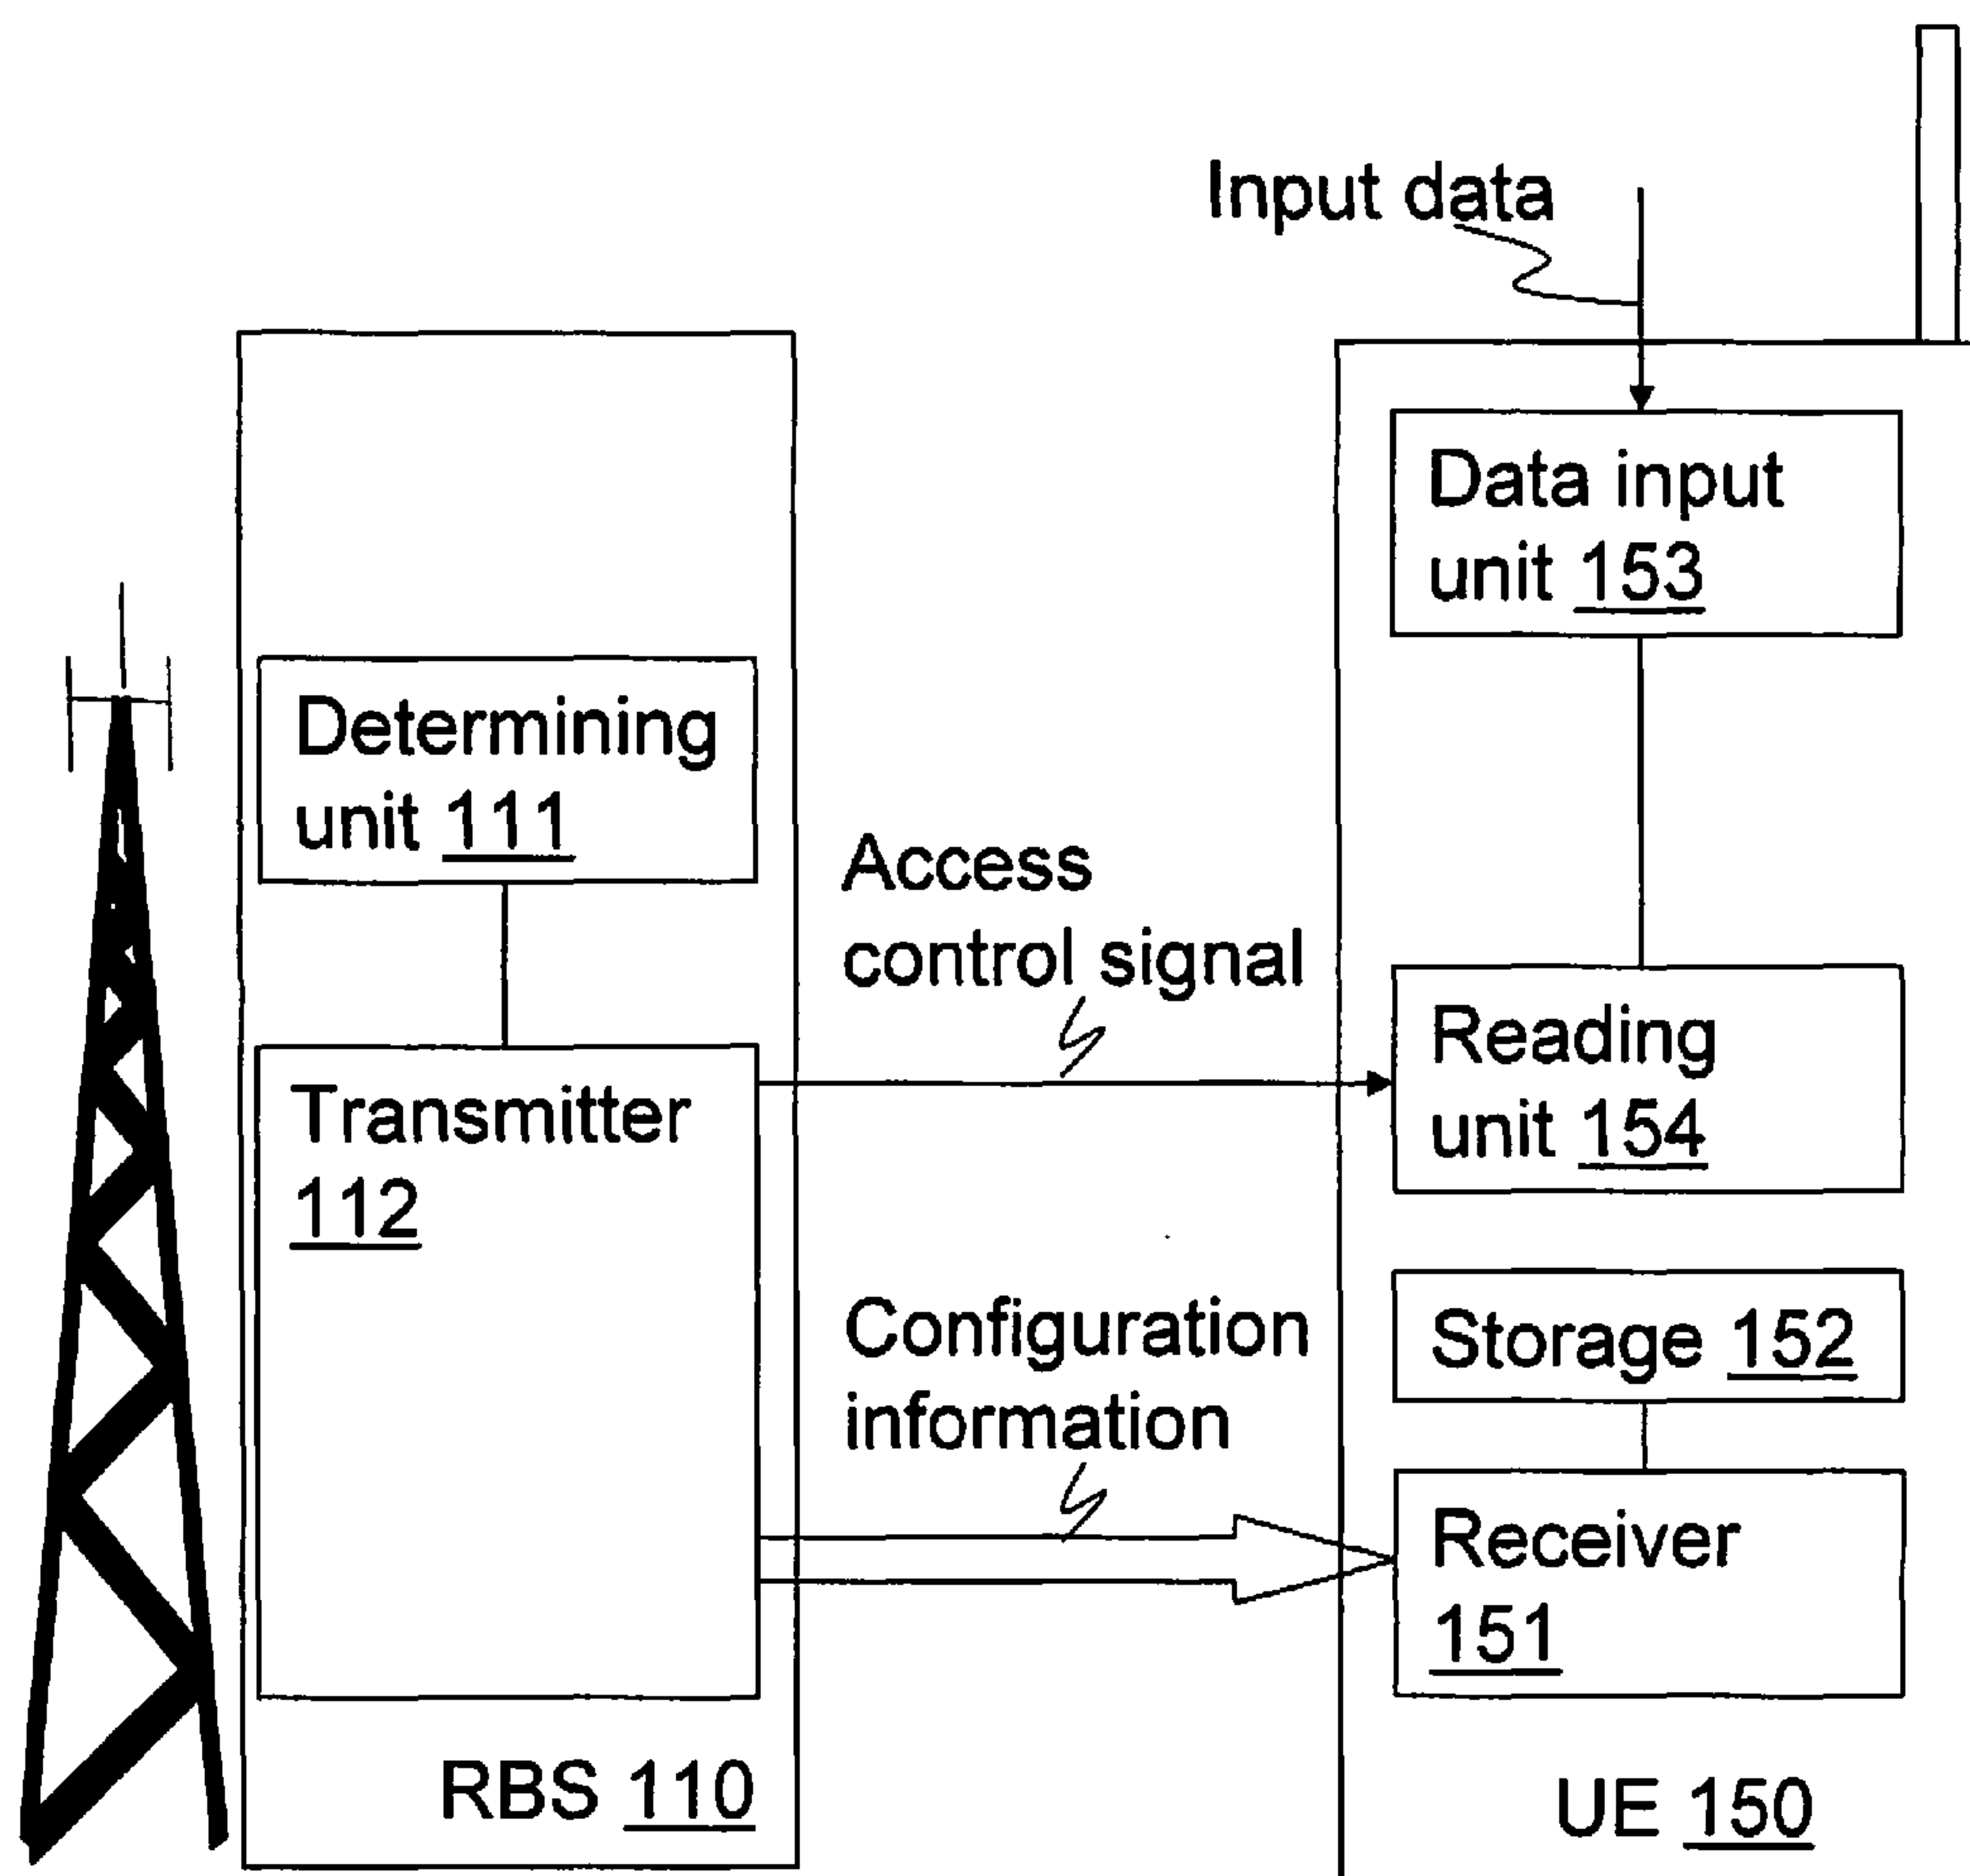 Input data
Data input
unit 153
Determining
unit 111
Access
control signal
Reading
unit 154
Transmitter
112
Configuration
information
Storage 152
Receiver
151
RBS 110
UE 150